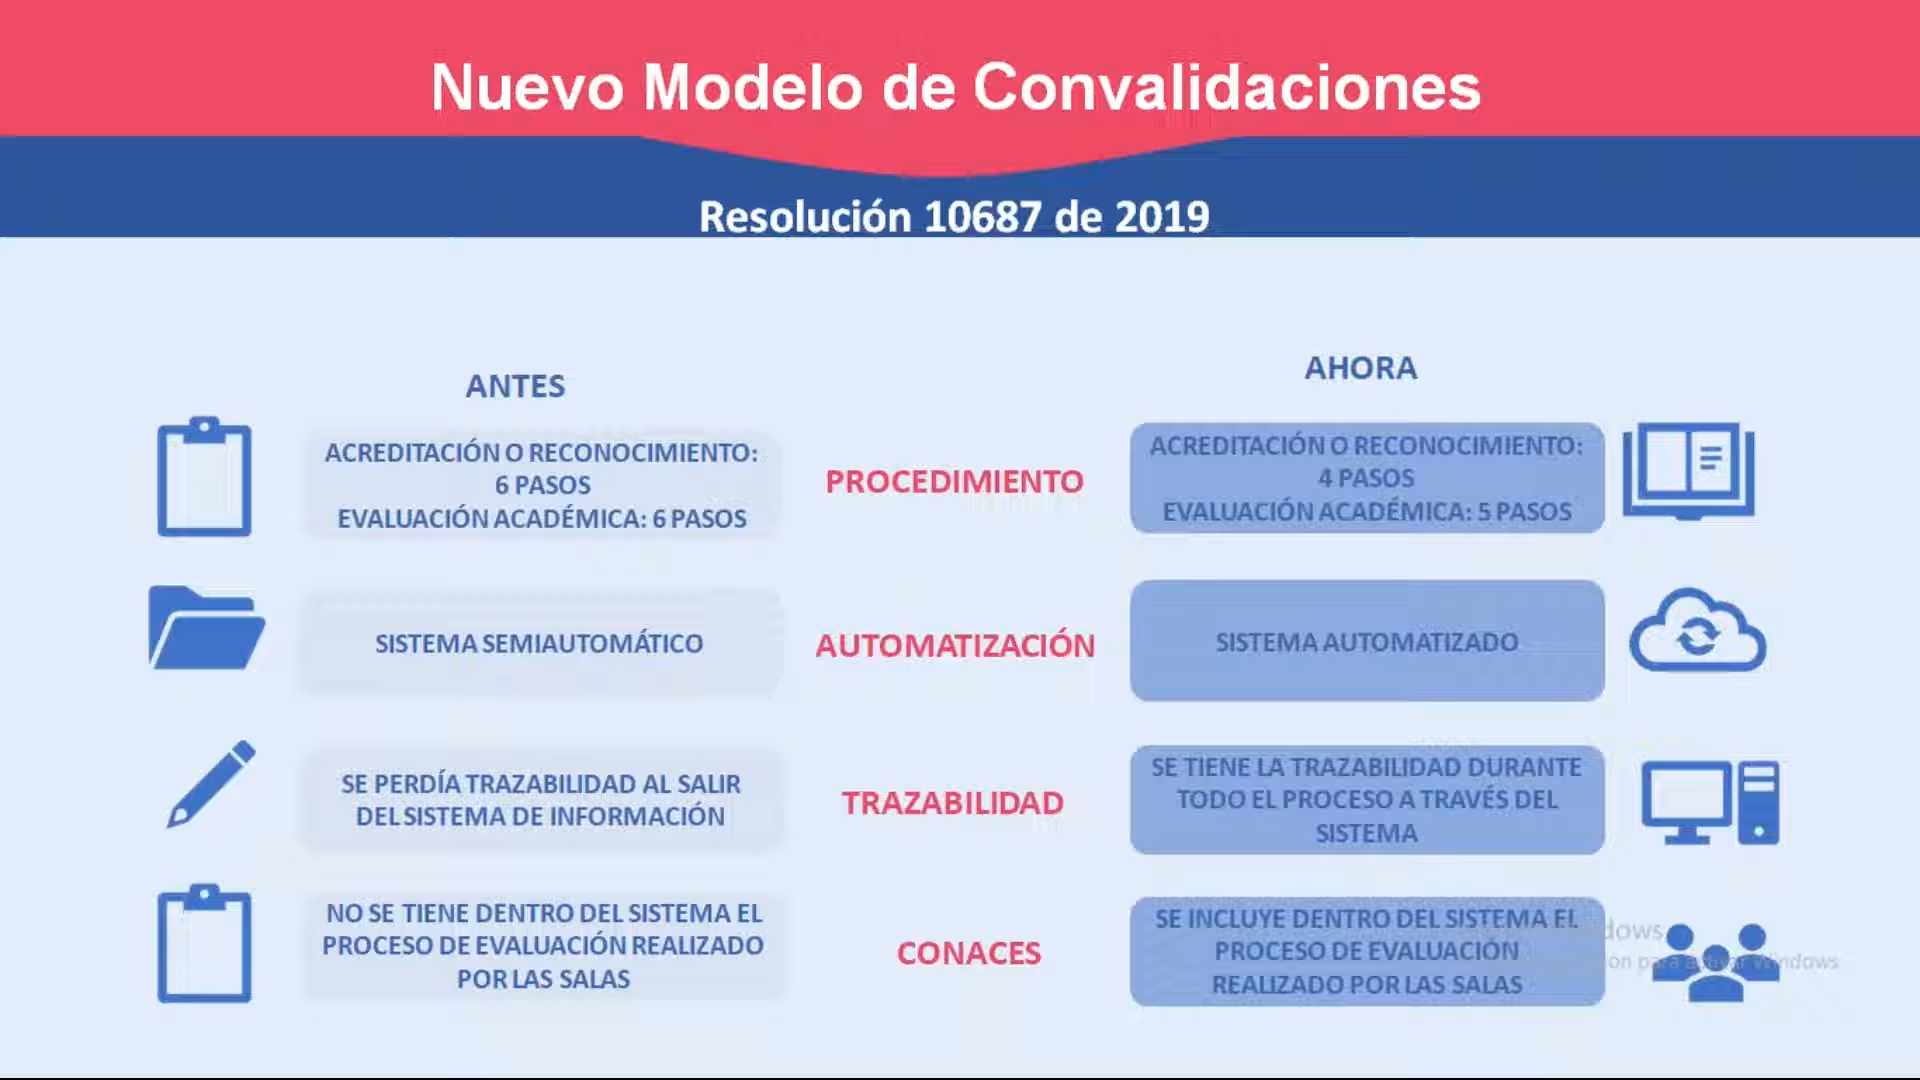 Nuevo Modelo de Convalidaciones
Resolución 10687 de 2019
ANTES
AHORA
ACREDITACIÓN O RECONOCIMIENTO:
6 PASOS
EVALUACIÓN ACADÉMICA: 6 PASOS
PROCEDIMIENTO
ACREDITACIÓN O RECONOCIMIENTO:
4 PASOS
EVALUACIÓN ACADÉMICA: 5 PASOS
SISTEMA SEMIAUTOMÁTICO
AUTOMATIZACIÓN
SISTEMA AUTOMATIZADO
SE PERDÍA TRAZABILIDAD AL SALIR
DEL SISTEMA DE INFORMACIÓN
TRAZABILIDAD
SE TIENE LA TRAZABILIDAD DURANTE
TODO EL PROCESO A TRAVÉS DEL
SISTEMA
NO SE TIENE DENTRO DEL SISTEMA EL
PROCESO DE EVALUACIÓN REALIZADO
POR LAS SALAS
CONACES
SE INCLUYE DENTRO DEL SISTEMA EL
PROCESO DE EVALUACIÓN
REALIZADO POR LAS SALAS
para activar Windows